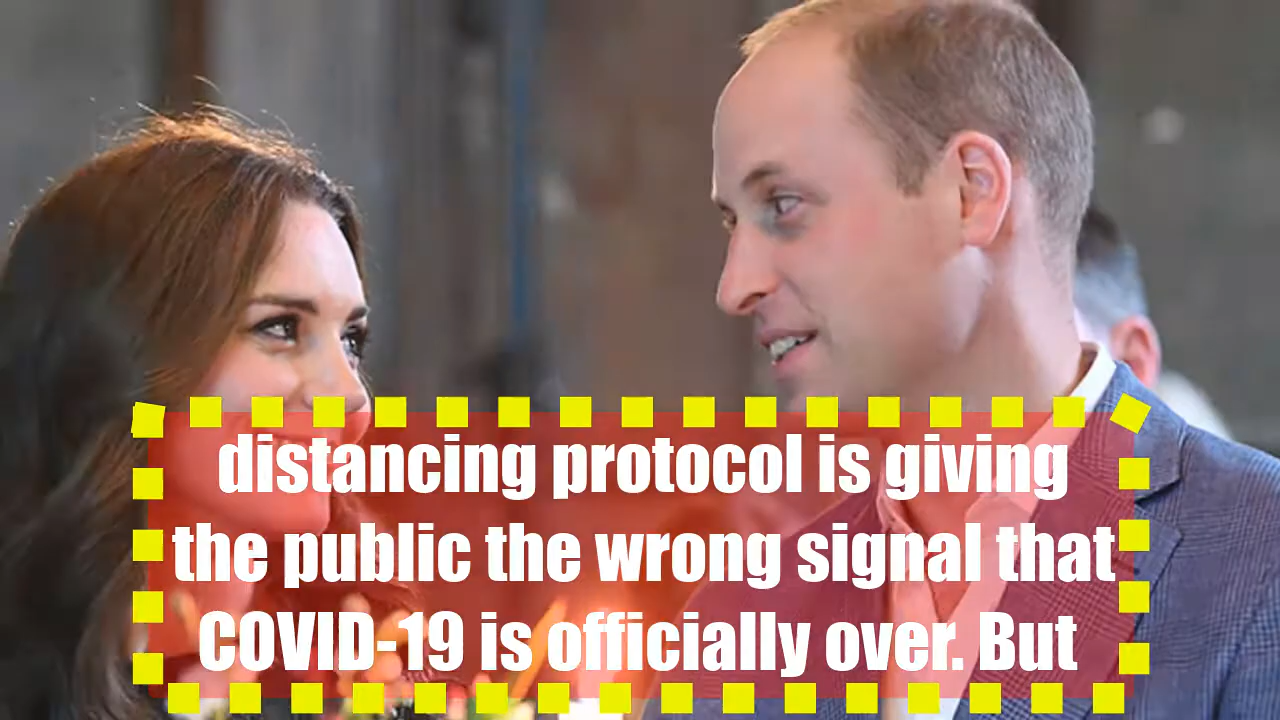 distancing protocol is giving
the public the wrong signal that
COVID-19 is officially over. But